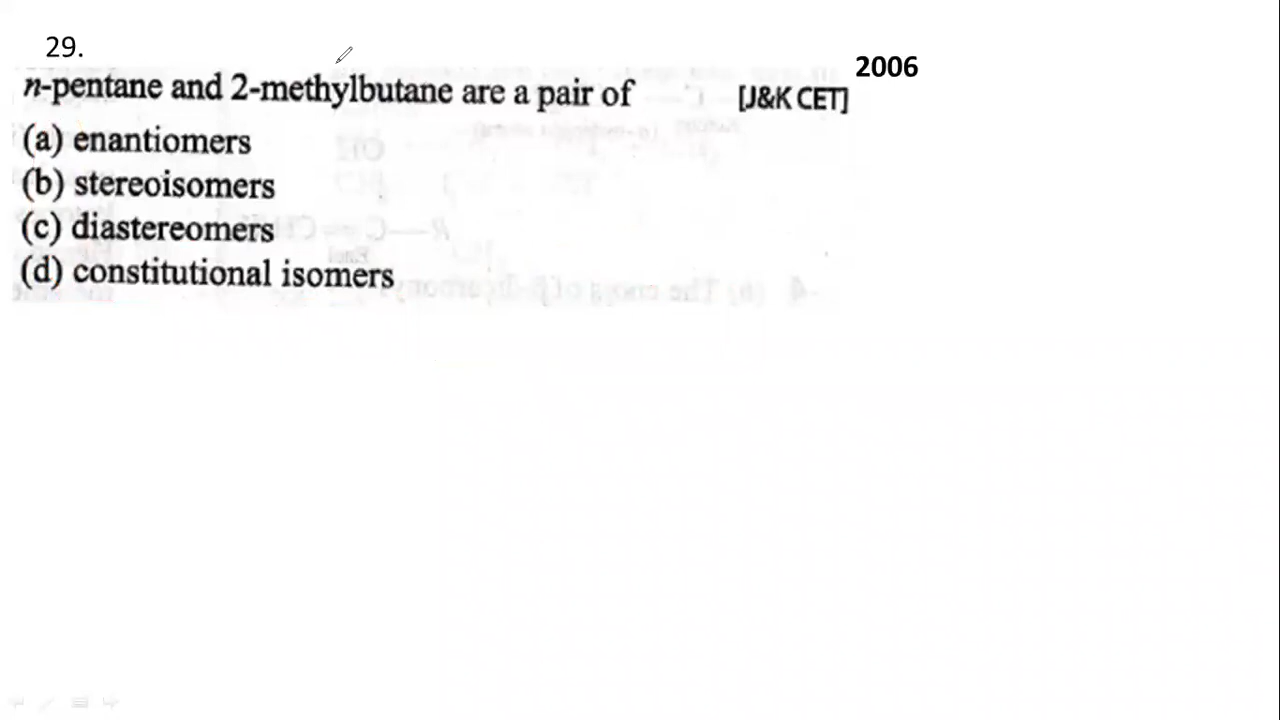 29.
n-pentane and 2-methylbutane are a pair of [J&K CET] 2006
(a) enantiomers
(b) stereoisomers
(c) diastereomers
(d) constitutional isomers